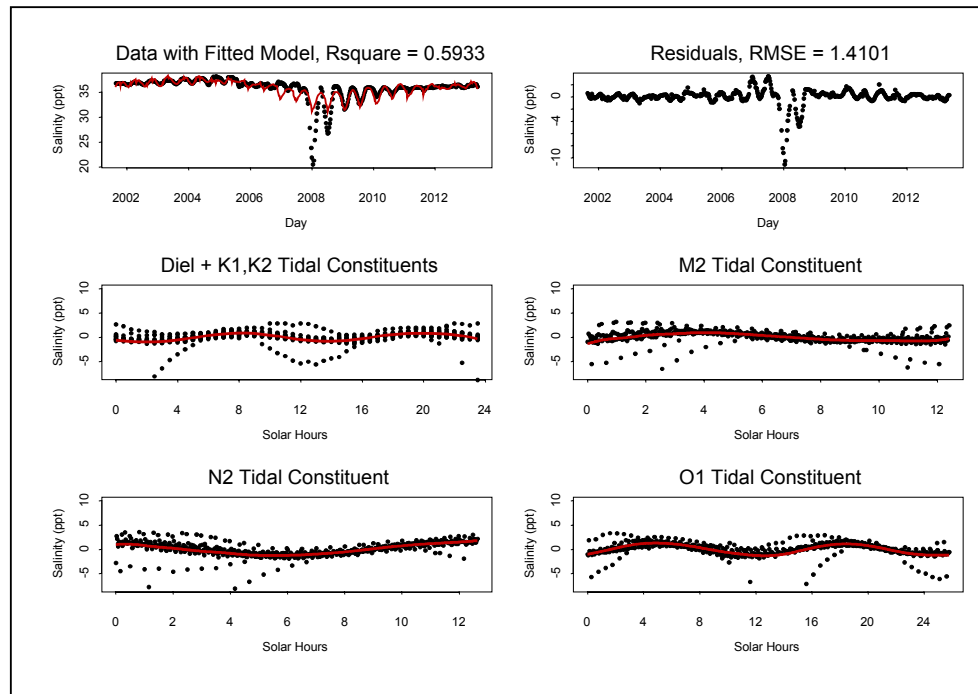 Data with Fitted Model, Rsquare = 0.5933
Salinity (ppt)
35
30
25
20
2002 2004 2006 2008 2010 2012
Day
Residuals, RMSE = 1.4101
Salinity (ppt)
0
-4
-10
2002 2004 2006 2008 2010 2012
Day
Diel + K1,K2 Tidal Constituents
Salinity (ppt)
10
5
0
-5
0 4 8 12 16 20 24
Solar Hours
M2 Tidal Constituent
Salinity (ppt)
10
5
0
-5
0 2 4 6 8 10 12
Solar Hours
N2 Tidal Constituent
Salinity (ppt)
10
5
0
-5
0 2 4 6 8 10 12
Solar Hours
O1 Tidal Constituent
Salinity (ppt)
10
5
0
-5
0 4 8 12 16 20 24
Solar Hours